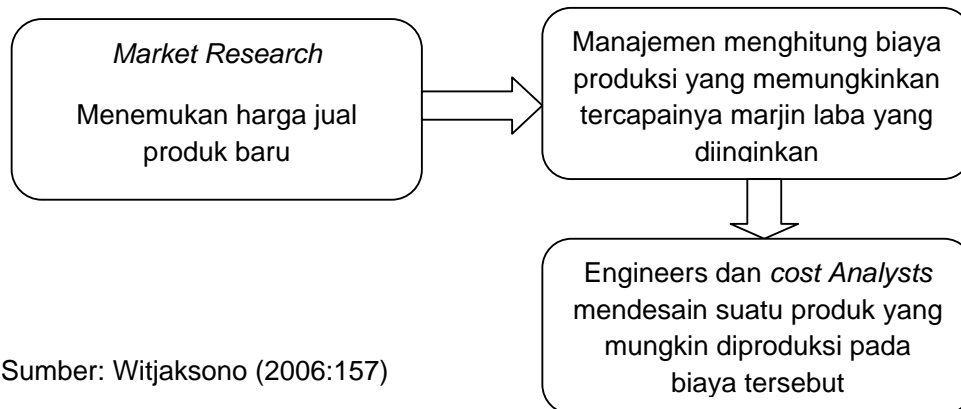 Market Research
Menemukan harga jual
produk baru
Manajemen menghitung biaya
produksi yang memungkinkan
tercapainya marjin laba yang
diinginkan
Engineers dan cost Analysts
mendesain suatu produk yang
mungkin diproduksi pada
biaya tersebut
Sumber: Witjaksono (2006:157)